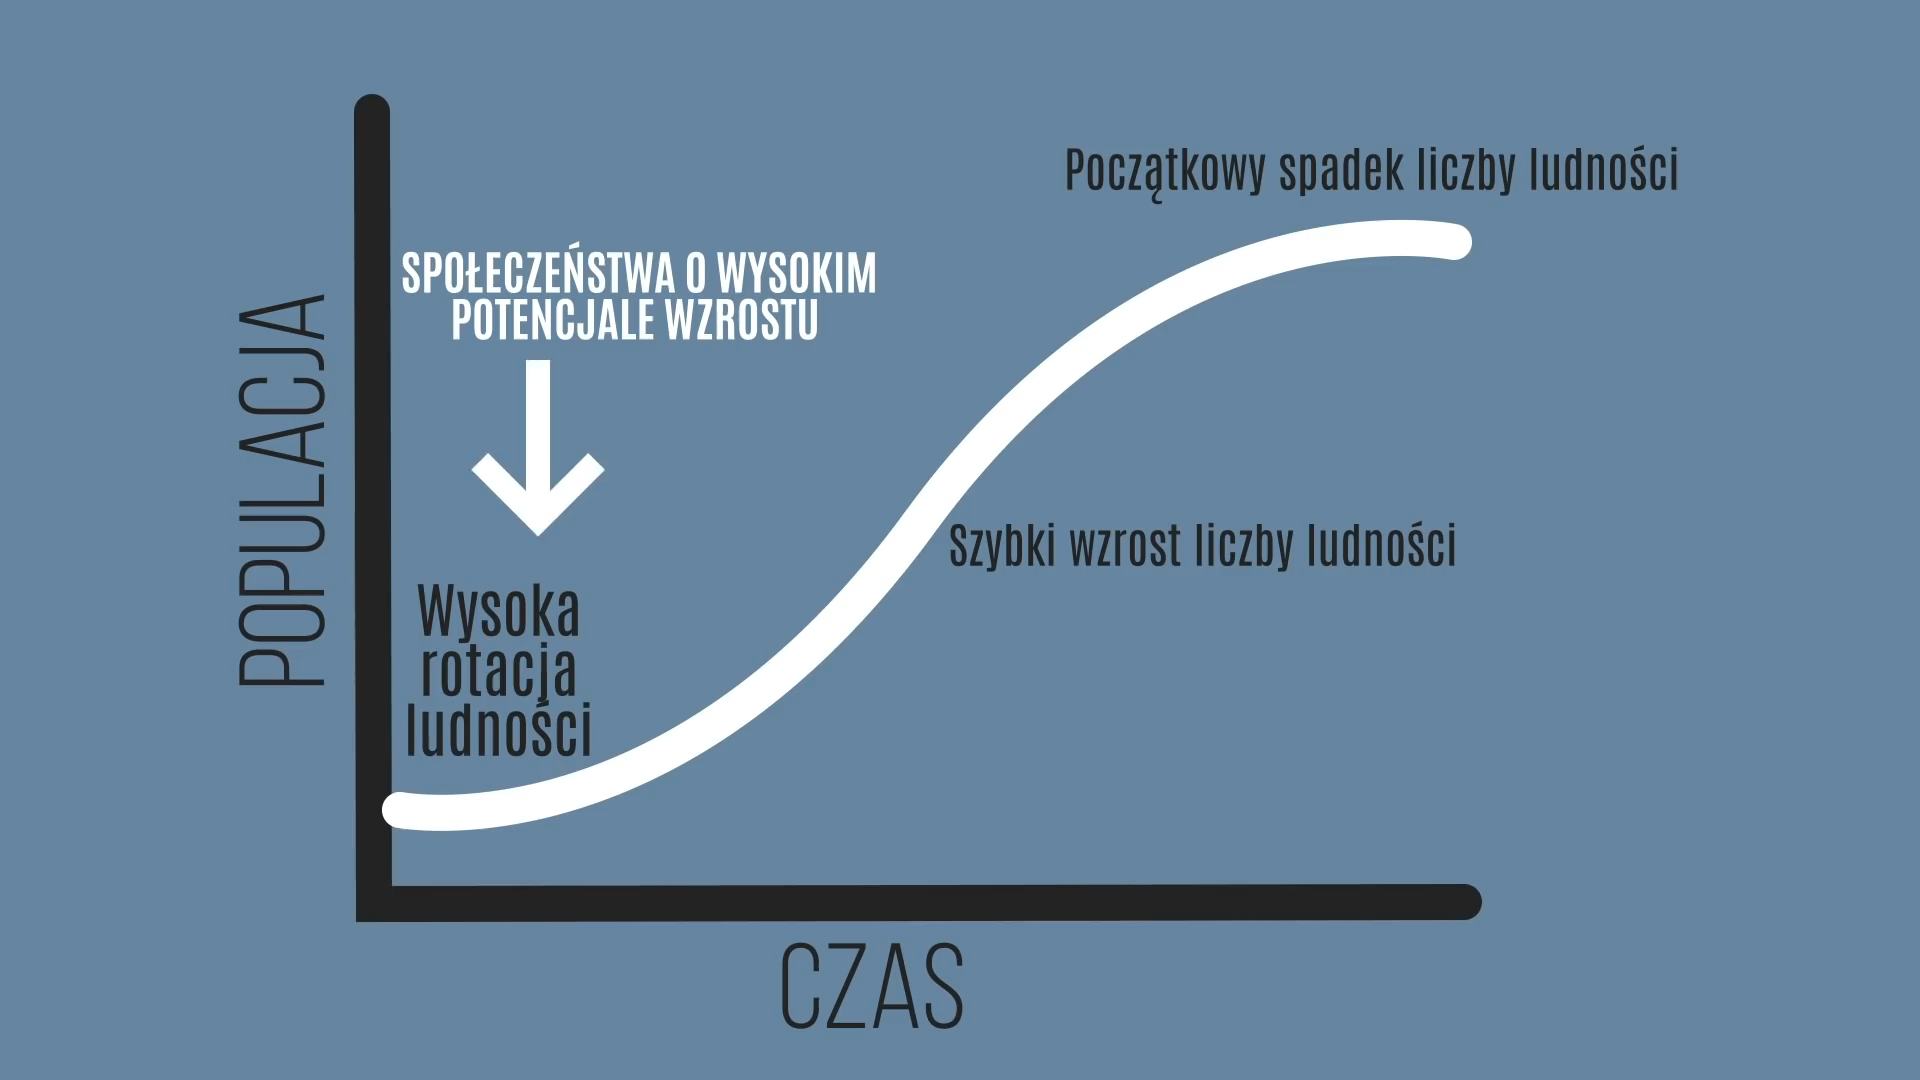 Początkowy spadek liczby ludności
SPOŁECZEŃSTWA O WYSOKIM
POTENCJALE WZROSTU
POPULACJA
Szybki wzrost liczby ludności
Wysoka
rotacja
ludności
CZAS